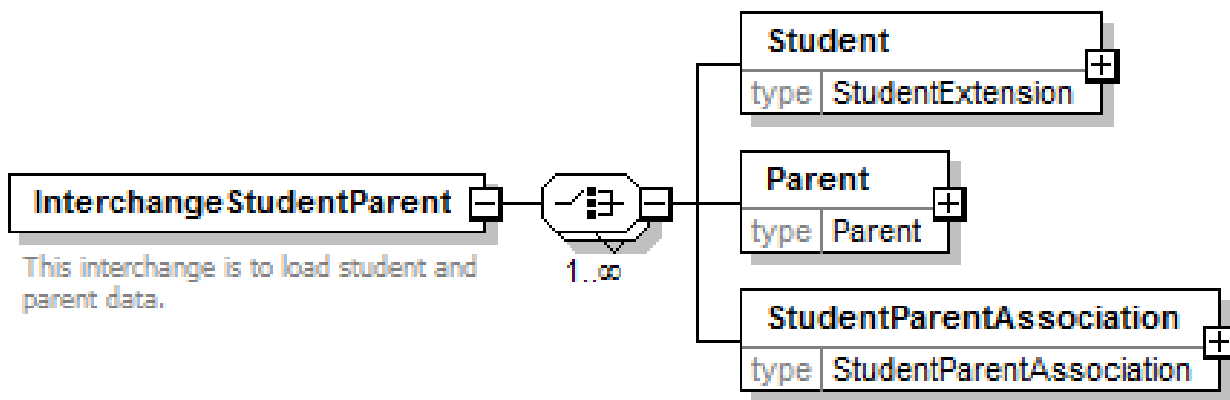 Student
type StudentExtension
Parent
type Parent
InterchangeStudentParent
This interchange is to load student and
parent data.
1..∞
StudentParentAssociation
type StudentParentAssociation